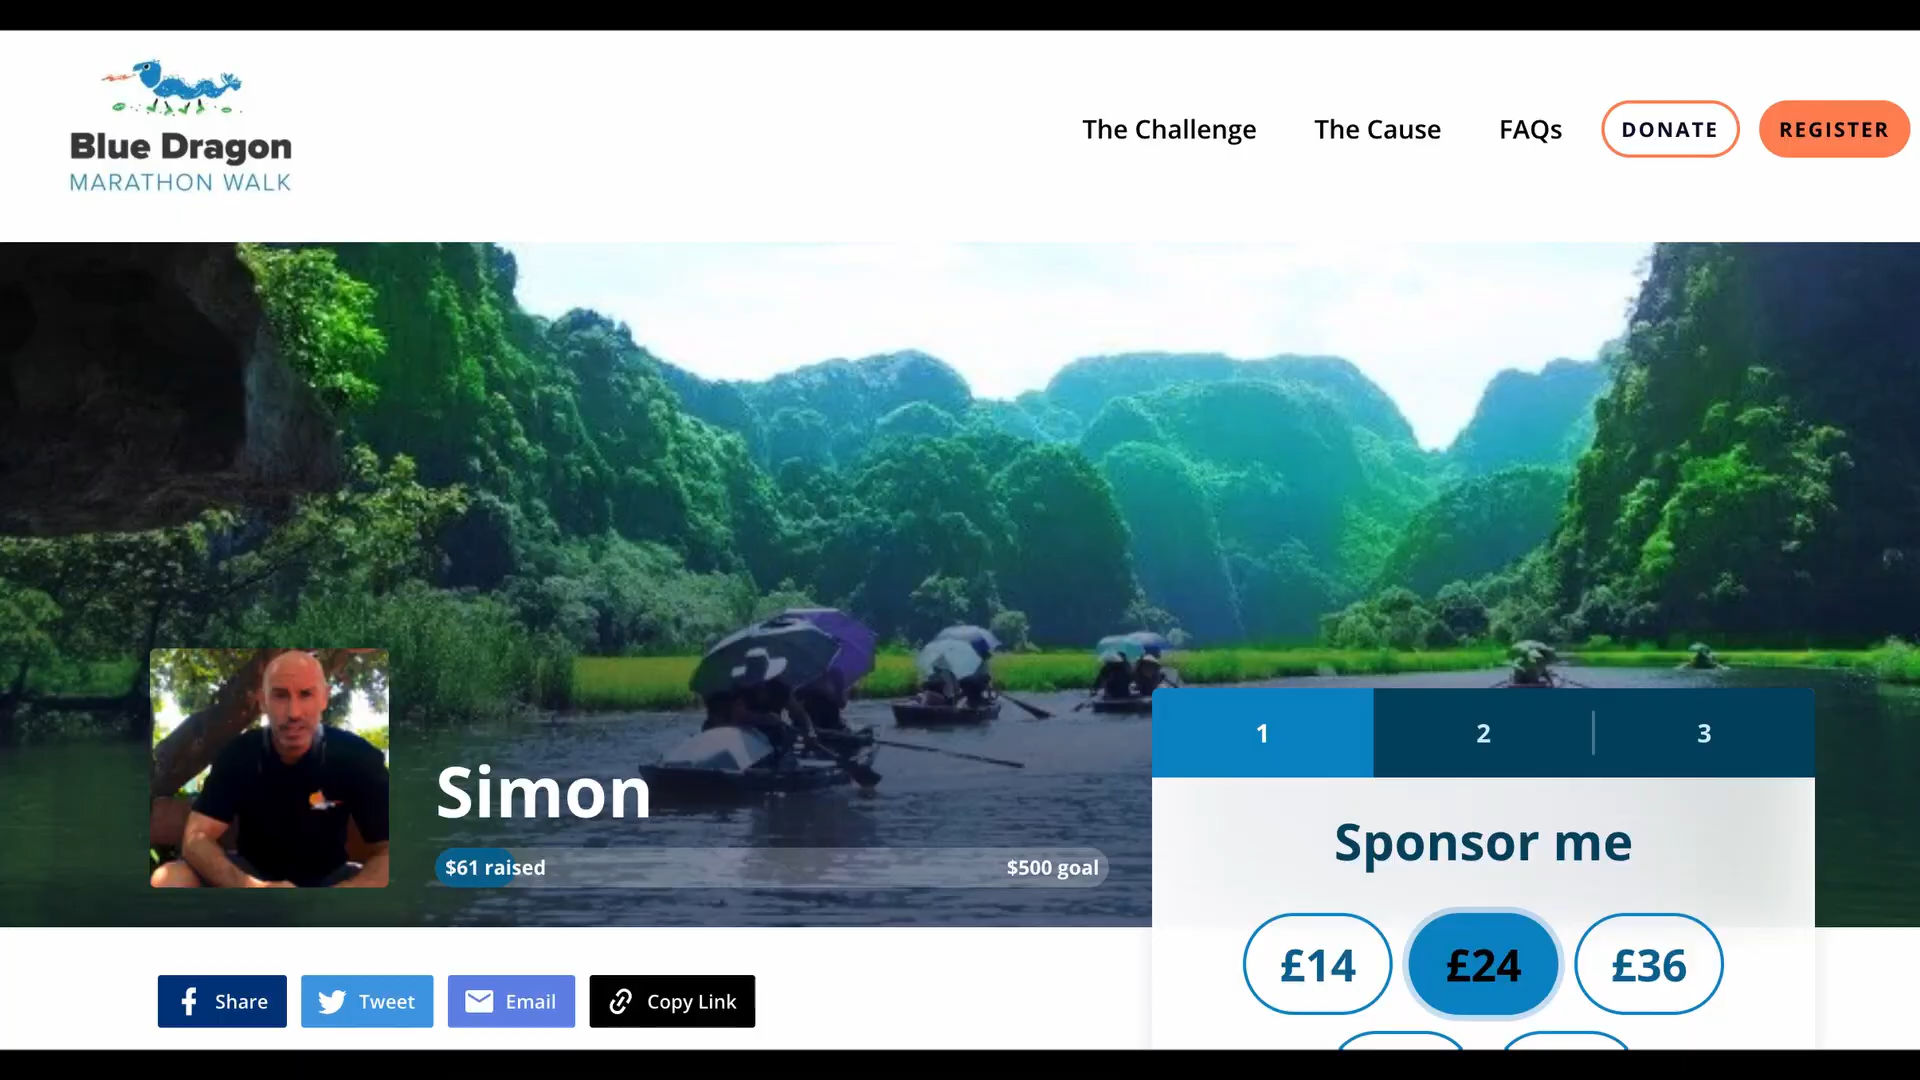 Blue Dragon
MARATHON WALK
The Challenge
The Cause
FAQs
DONATE
REGISTER
Simon
$61 raised
$500 goal
1
2
3
Sponsor me
£14
£24
£36
Share
Tweet
Email
Copy Link